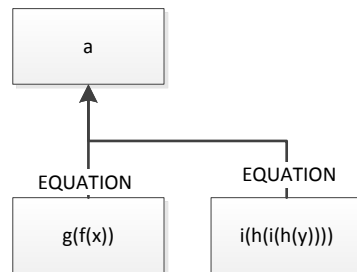 a
EQUATION
EQUATION
g(f(x))
i(h(i(h(y))))